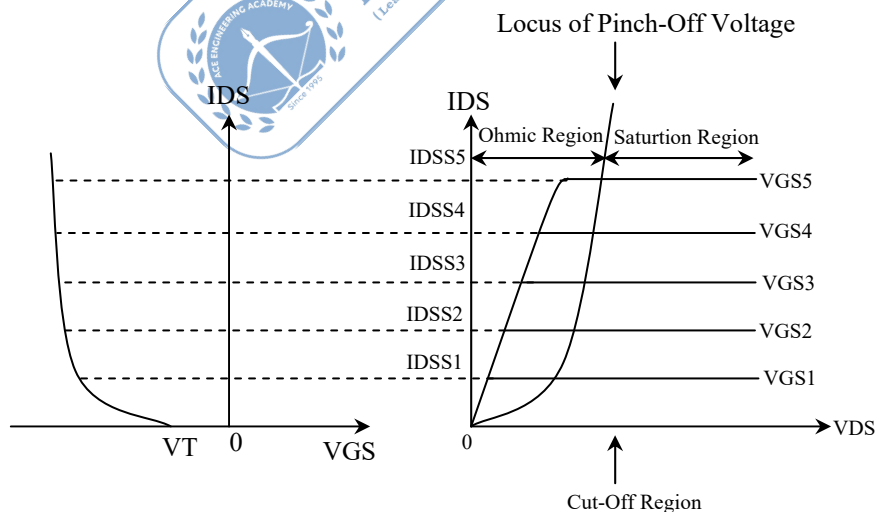 Locus of Pinch-Off Voltage
ACE ENGINEERING ACADEMY
Since 1995
IDS
IDS
Ohmic Region
Saturtion Region
IDSS5
VGS5
IDSS4
VGS4
IDSS3
VGS3
IDSS2
VGS2
IDSS1
VGS1
VT
0
VGS
0
VDS
Cut-Off Region